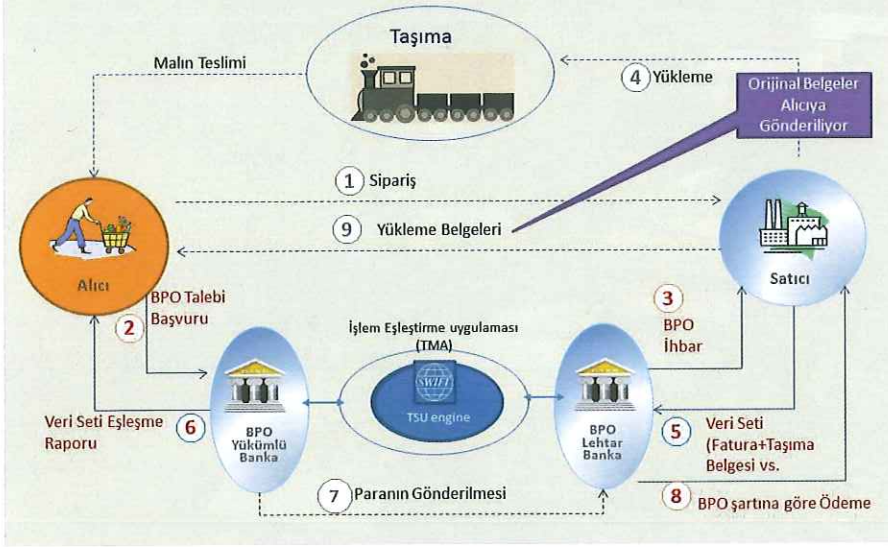 Taşıma
Malın Teslimi
4 Yükleme
Orijinal Belgeler
Alıcıya
Gönderiliyor
1 Sipariş
9 Yükleme Belgeleri
Alıcı
Satıcı
2
BPO Talebi
Başvuru
3
BPO
İhbar
İşlem Eşleştirme uygulaması
(TMA)
SWIFT
TSU engine
BPO
Yükümlü
Banka
BPO
Lehtar
Banka
Veri Seti Eşleşme
Raporu
6
5
Veri Seti
(Fatura+Taşıma
Belgesi vs.
7 Paranın Gönderilmesi
8 BPO şartına göre Ödeme